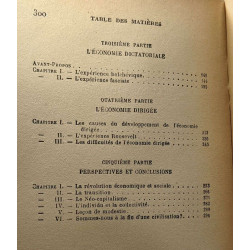 300
TABLE DES MATIÈRES
TROISIÈME PARTIE
L'ÉCONOMIE DICTATORIALE
AVANT-PROPOS
CHAPITRE I. — L'expérience bolchévique.
— II. — L'expérience fasciste
QUATRIÈME PARTIE
L'ÉCONOMIE DIRIGÉE
CHAPITRE I. — Les causes du développement de l'économie
dirigée.
— II. — L'expérience Roosevelt
— III. — Les difficultés de l'économie dirigée.
CINQUIÈME PARTIE
PERSPECTIVES ET CONCLUSIONS
CHAPITRE I. — La révolution économique et sociale.
— II. — La transition.
— III. — Le Néo-capitalisme.
— IV. — L'individu et la collectivité.
— V. — Leçon de modestie.
— VI. — Sommes-nous à la fin d'une civilisation?